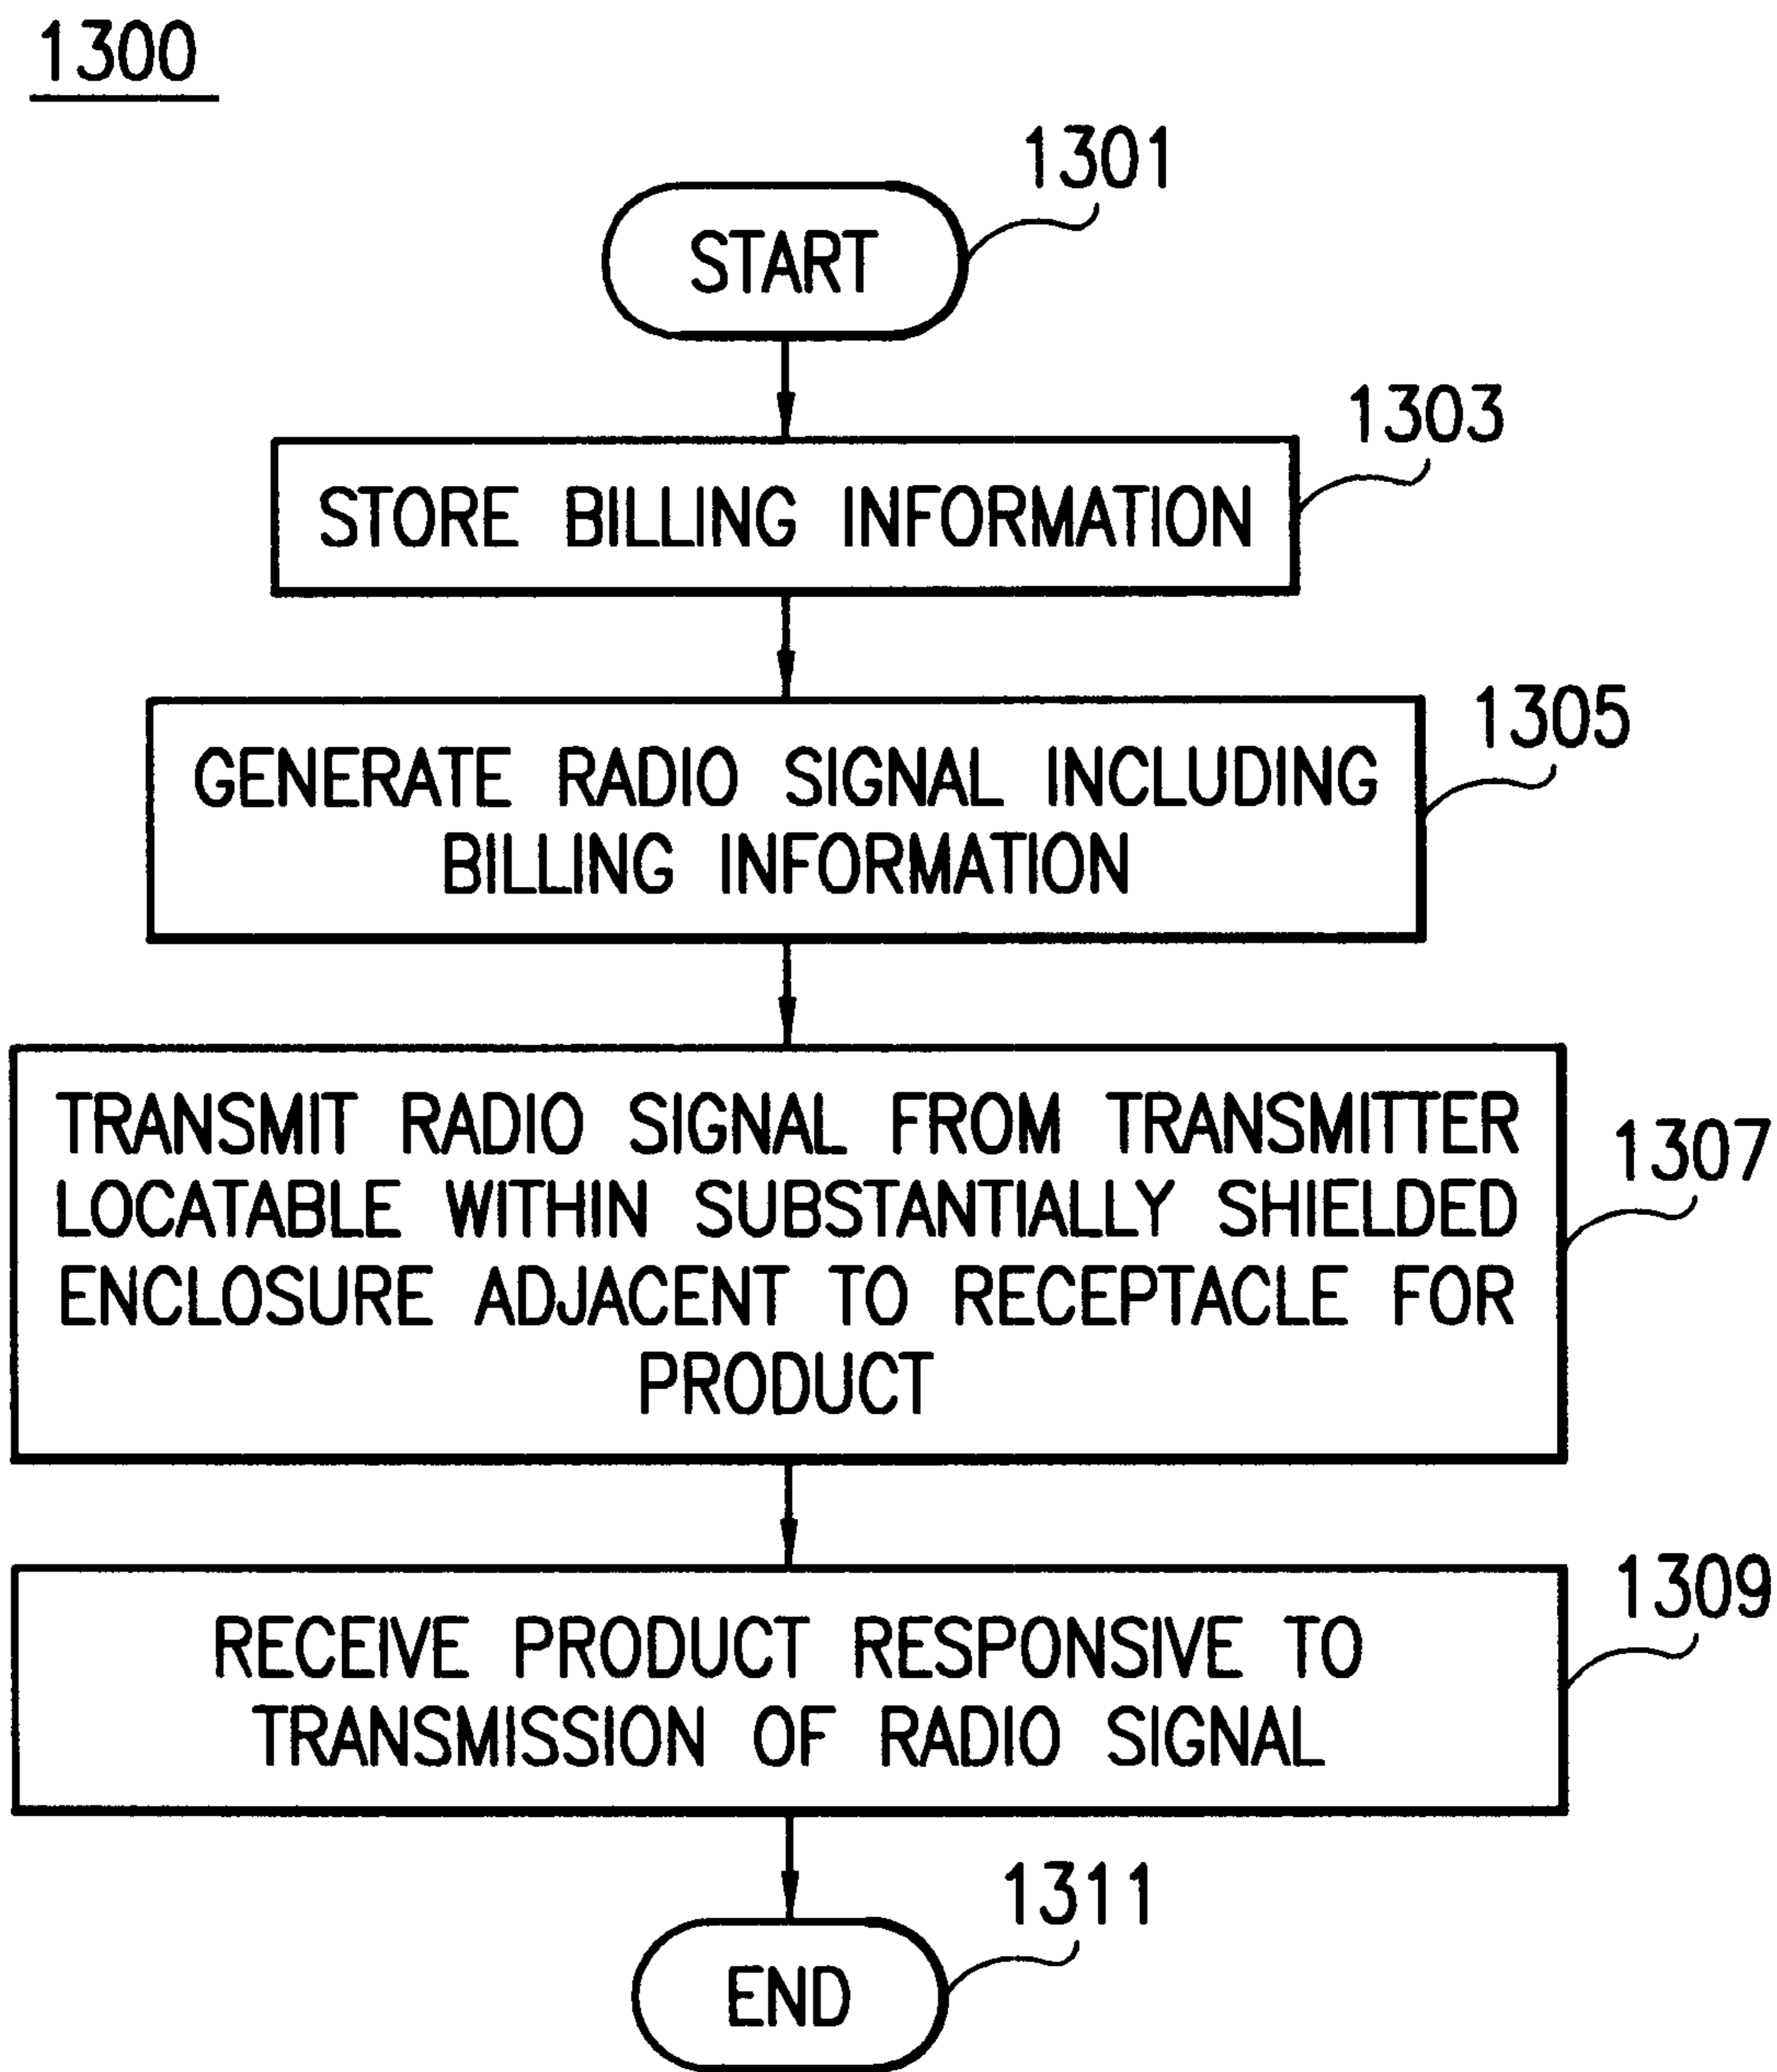 1300
1301
START
1303
STORE BILLING INFORMATION
1305
GENERATE RADIO SIGNAL INCLUDING
BILLING INFORMATION
1307
TRANSMIT RADIO SIGNAL FROM TRANSMITTER
LOCATABLE WITHIN SUBSTANTIALLY SHIELDED
ENCLOSURE ADJACENT TO RECEPTACLE FOR
PRODUCT
1309
RECEIVE PRODUCT RESPONSIVE TO
TRANSMISSION OF RADIO SIGNAL
1311
END